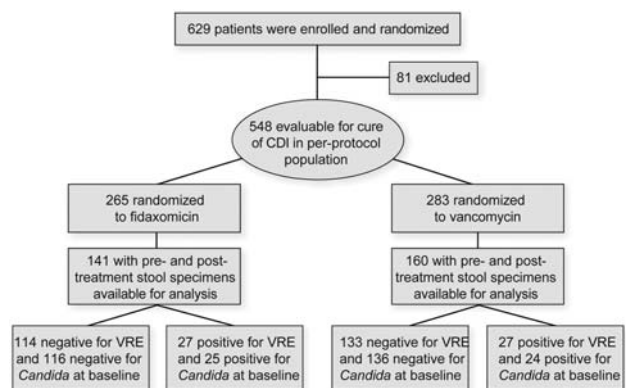 629 patients were enrolled and randomized
81 excluded
548 evaluable for cure
of CDI in per-protocol
population
265 randomized
to fidaxomicin
283 randomized
to vancomycin
141 with pre- and post-
treatment stool specimens
available for analysis
160 with pre- and post-
treatment stool specimens
available for analysis
114 negative for VRE
and 116 negative for
Candida at baseline
27 positive for VRE
and 25 positive for
Candida at baseline
133 negative for VRE
and 136 negative for
Candida at baseline
27 positive for VRE
and 24 positive for
Candida at baseline